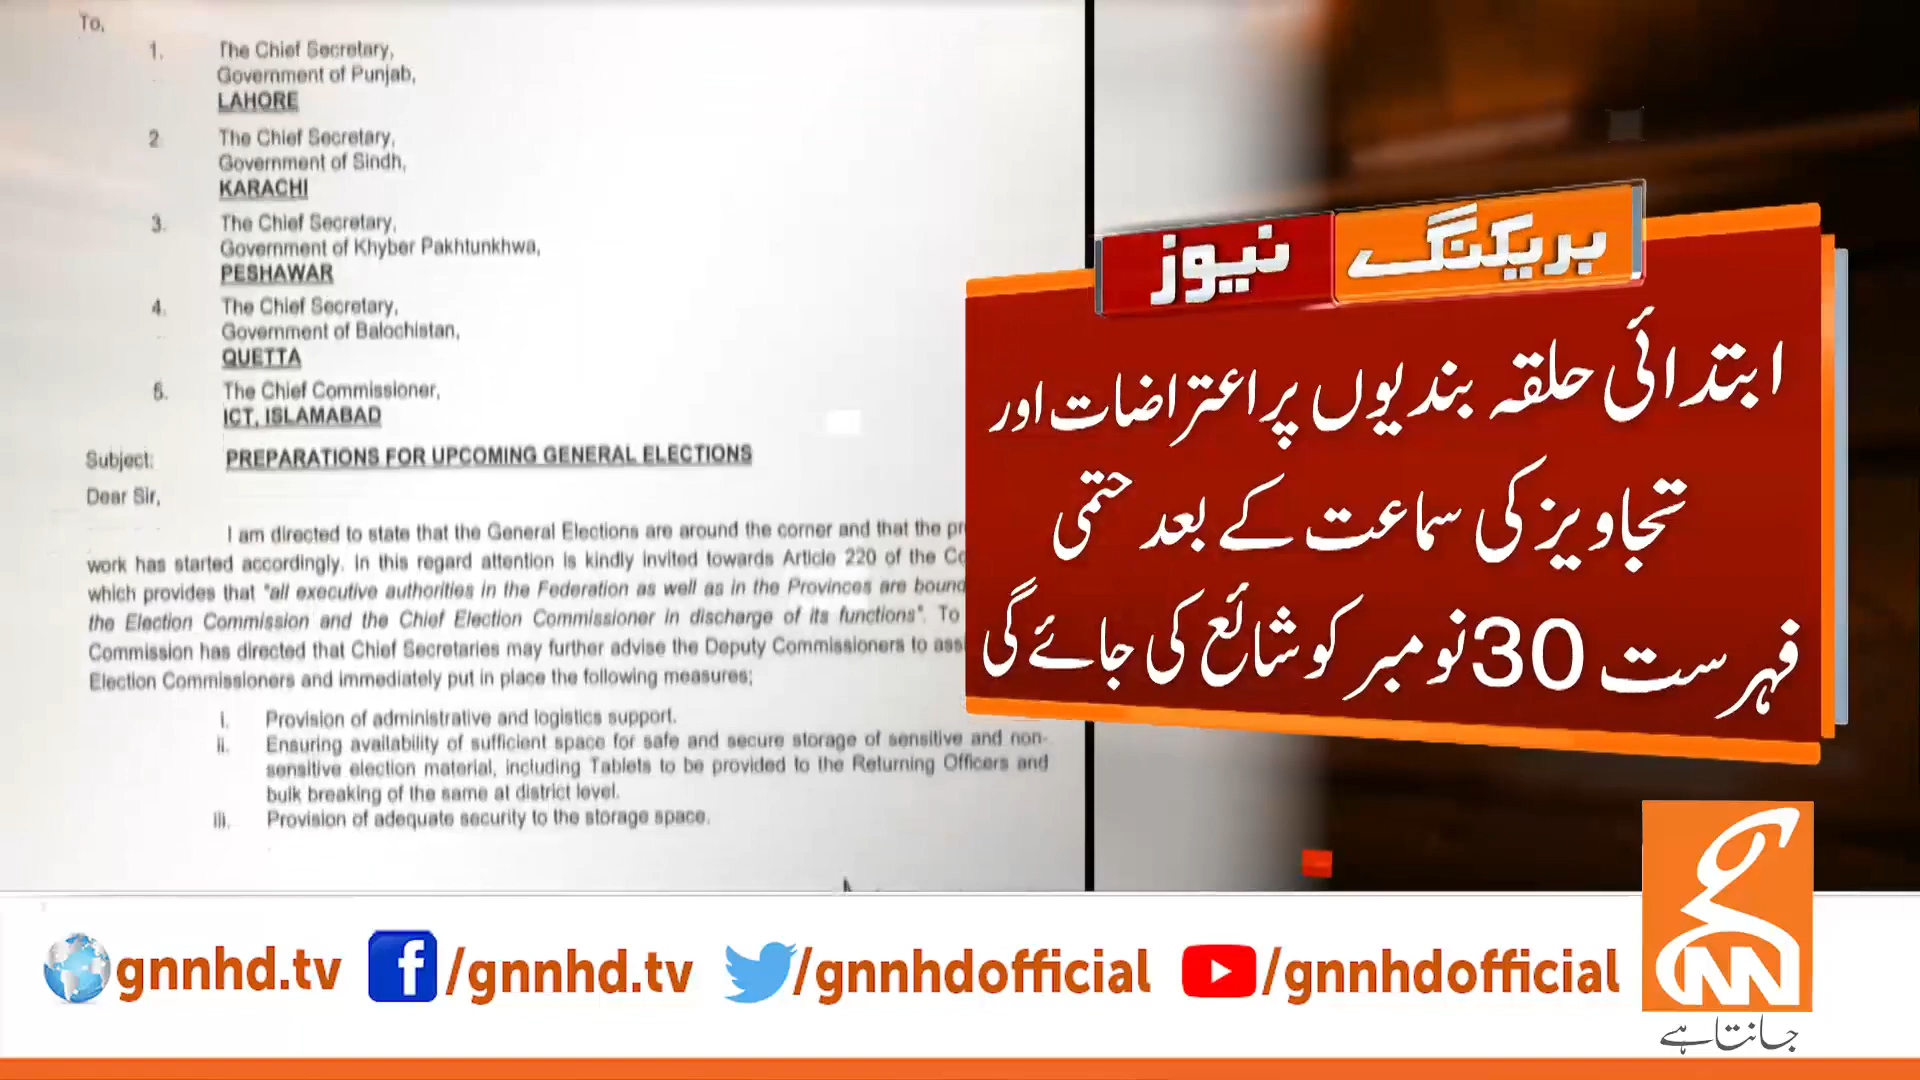 To,
1. The Chief Secretary,
Government of Punjab,
LAHORE
2. The Chief Secretary,
Government of Sindh,
KARACHI
3. The Chief Secretary,
Government of Khyber Pakhtunkhwa,
PESHAWAR
4. The Chief Secretary,
Government of Balochistan,
QUETTA
5. The Chief Commissioner,
ICT, ISLAMABAD
Subject: PREPARATIONS FOR UPCOMING GENERAL ELECTIONS
Dear Sir,
I am directed to state that the General Elections are around the corner and that the
work has started accordingly. In this regard attention is kindly invited towards Article 220 of the
which provides that "all executive authorities in the Federation as well as in the Provinces are bound
the Election Commission and the Chief Election Commissioner in discharge of its functions". To
Commission has directed that Chief Secretaries may further advise the Deputy Commissioners to
Election Commissioners and immediately put in place the following measures;
i. Provision of administrative and logistics support.
ii. Ensuring availability of sufficient space for safe and secure storage of sensitive and non-
sensitive election material, including Tablets to be provided to the Returning Officers and
bulk breaking of the same at district level.
iii. Provision of adequate security to the storage space.
بریکنگ نیوز
ابتدائی حلقہ بندیوں پر اعتراضات اور
تجاویز کی سماعت کے بعد حتمی
فہرست 30 نومبر کو شائع کی جائے گی
gnnhd.tv /gnnhd.tv /gnnhdofficial /gnnhdofficial
GNN
جانتا ہے